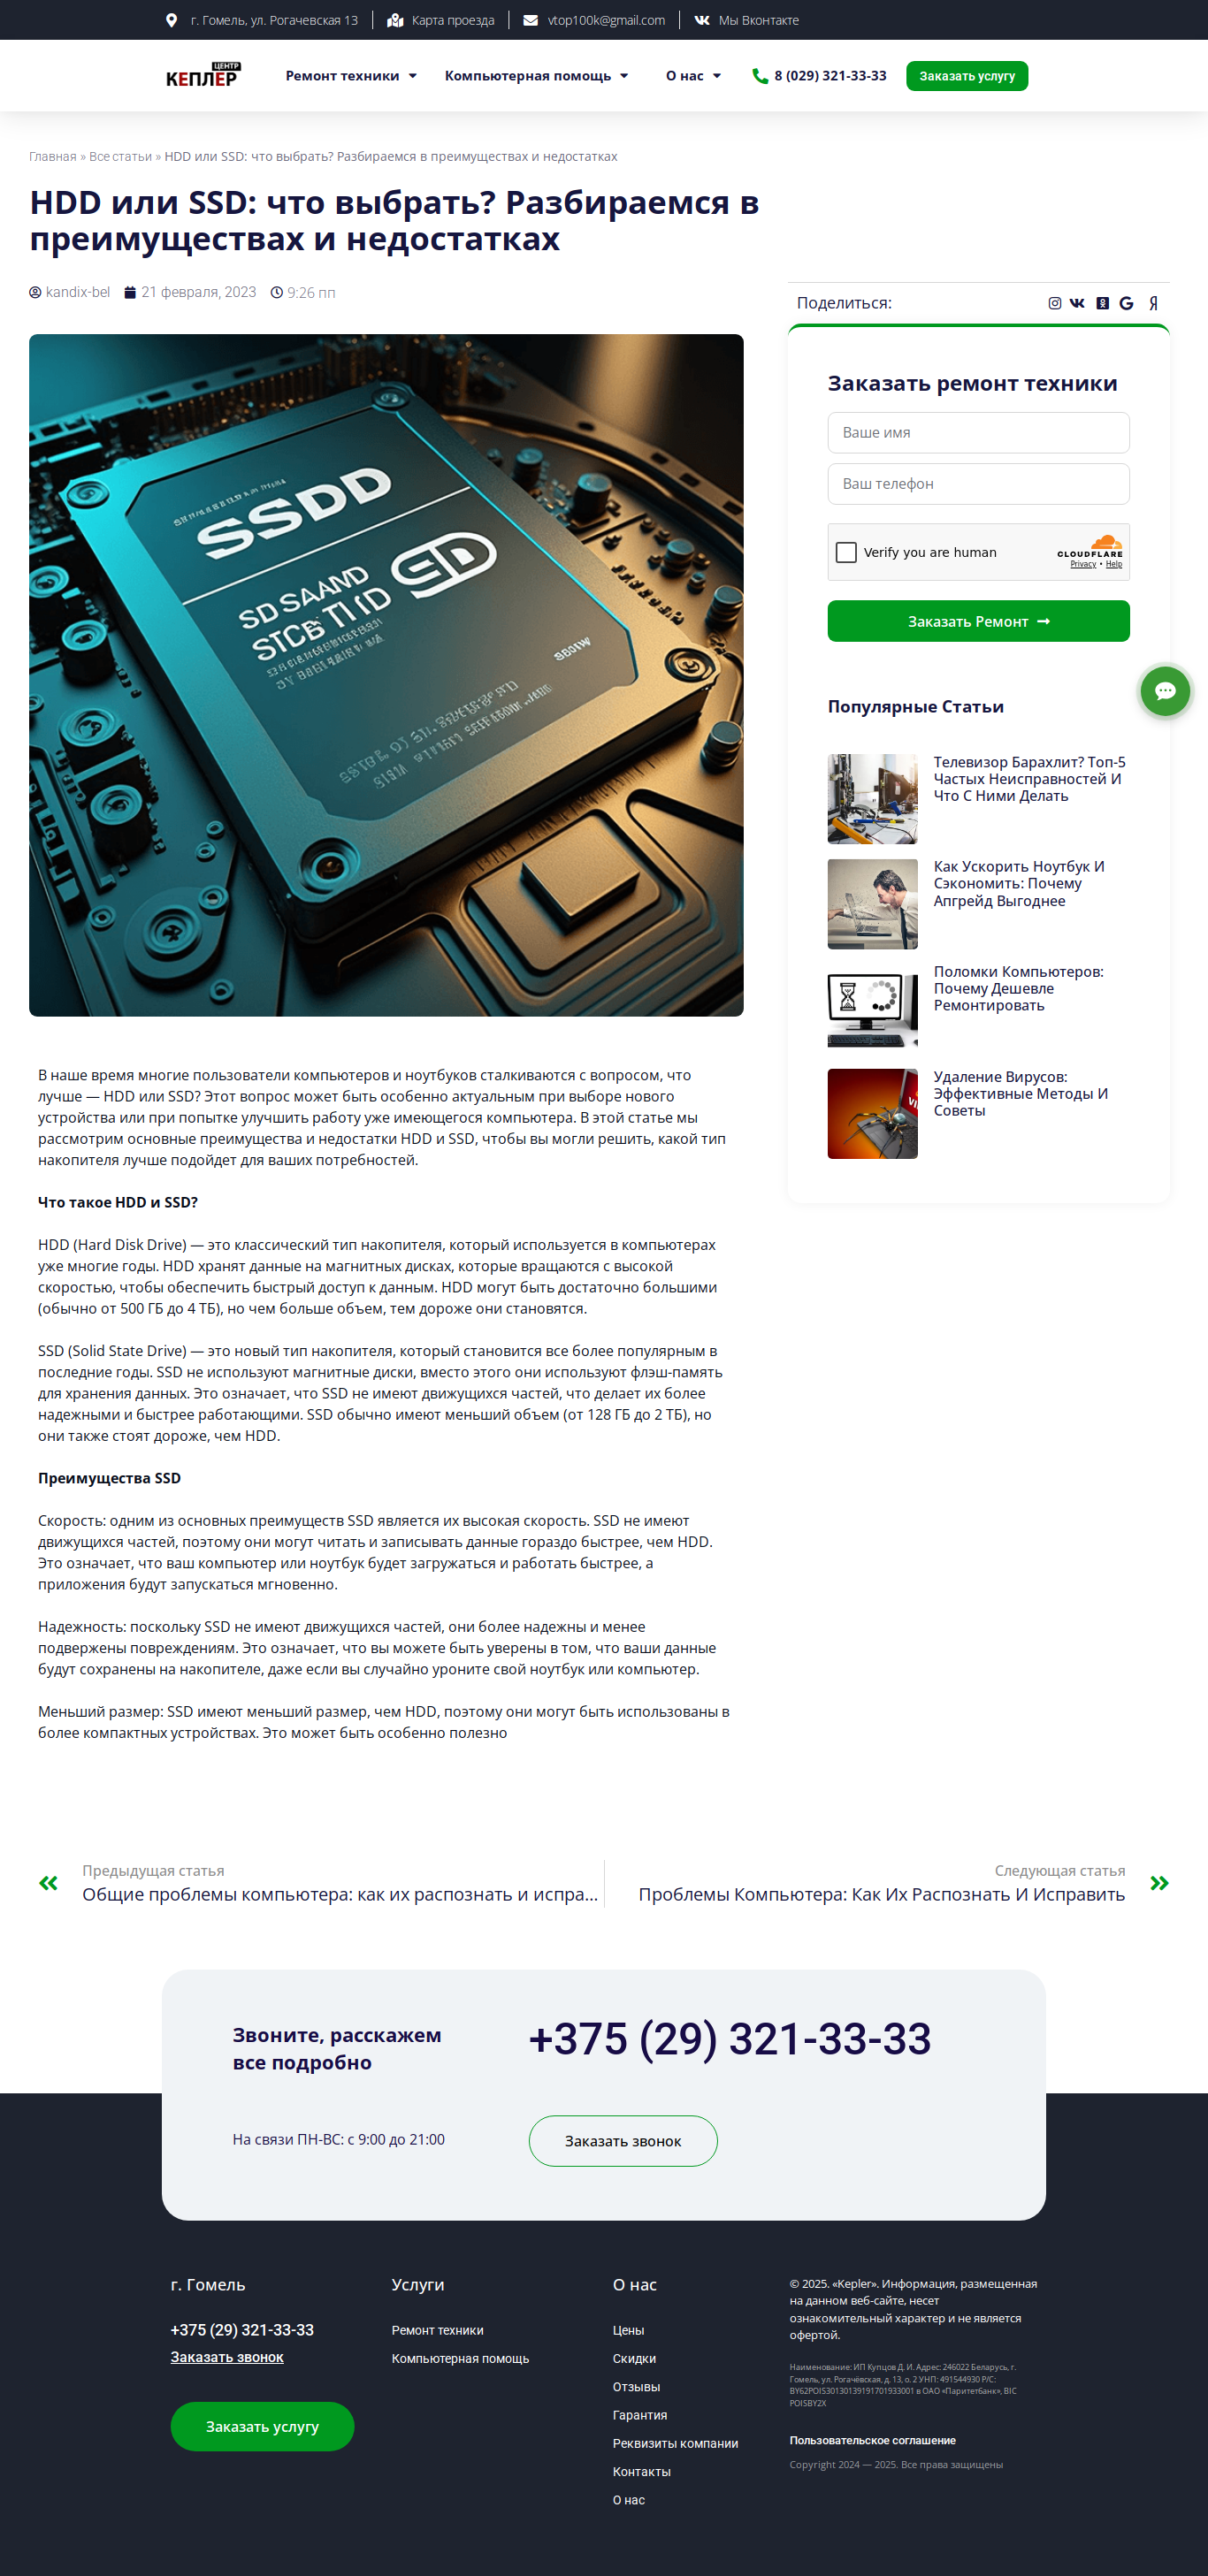 г. Гомель, ул. Рогачевская 13
Карта проезда
vtop100k@gmail.com
Мы Вконтакте
КЕПЛЕР ЦЕНТР
Ремонт техники
Компьютерная помощь
О нас
8 (029) 321-33-33
Заказать услугу
Главная » Все статьи » HDD или SSD: что выбрать? Разбираемся в преимуществах и недостатках
HDD или SSD: что выбрать? Разбираемся в
преимуществах и недостатках
kandix-bel
21 февраля, 2023
9:26 пп
SSDD
SD SAAND
Поделиться:
Заказать ремонт техники
Ваше имя
Ваш телефон
Verify you are human
CLOUDFLARE
Privacy • Help
Заказать Ремонт
Популярные Статьи
Телевизор Барахлит? Топ-5
Частых Неисправностей И
Что С Ними Делать
Как Ускорить Ноутбук И
Сэкономить: Почему
Апгрейд Выгоднее
Поломки Компьютеров:
Почему Дешевле
Ремонтировать
Удаление Вирусов:
Эффективные Методы И
Советы
В наше время многие пользователи компьютеров и ноутбуков сталкиваются с вопросом, что
лучше — HDD или SSD? Этот вопрос может быть особенно актуальным при выборе нового
устройства или при попытке улучшить работу уже имеющегося компьютера. В этой статье мы
рассмотрим основные преимущества и недостатки HDD и SSD, чтобы вы могли решить, какой тип
накопителя лучше подойдет для ваших потребностей.
Что такое HDD и SSD?
HDD (Hard Disk Drive) — это классический тип накопителя, который используется в компьютерах
уже многие годы. HDD хранят данные на магнитных дисках, которые вращаются с высокой
скоростью, чтобы обеспечить быстрый доступ к данным. HDD могут быть достаточно большими
(обычно от 500 ГБ до 4 ТБ), но чем больше объем, тем дороже они становятся.
SSD (Solid State Drive) — это новый тип накопителя, который становится все более популярным в
последние годы. SSD не используют магнитные диски, вместо этого они используют флэш-память
для хранения данных. Это означает, что SSD не имеют движущихся частей, что делает их более
надежными и быстрее работающими. SSD обычно имеют меньший объем (от 128 ГБ до 2 ТБ), но
они также стоят дороже, чем HDD.
Преимущества SSD
Скорость: одним из основных преимуществ SSD является их высокая скорость. SSD не имеют
движущихся частей, поэтому они могут читать и записывать данные гораздо быстрее, чем HDD.
Это означает, что ваш компьютер или ноутбук будет загружаться и работать быстрее, а
приложения будут запускаться мгновенно.
Надежность: поскольку SSD не имеют движущихся частей, они более надежны и менее
подвержены повреждениям. Это означает, что вы можете быть уверены в том, что ваши данные
будут сохранены на накопителе, даже если вы случайно уроните свой ноутбук или компьютер.
Меньший размер: SSD имеют меньший размер, чем HDD, поэтому они могут быть использованы в
более компактных устройствах. Это может быть особенно полезно
Предыдущая статья
Общие проблемы компьютера: как их распознать и испра...
Следующая статья
Проблемы Компьютера: Как Их Распознать И Исправить
Звоните, расскажем
все подробно
+375 (29) 321-33-33
На связи ПН-ВС: с 9:00 до 21:00
Заказать звонок
г. Гомель
+375 (29) 321-33-33
Заказать звонок
Заказать услугу
Услуги
Ремонт техники
Компьютерная помощь
О нас
Цены
Скидки
Отзывы
Гарантия
Реквизиты компании
Контакты
О нас
© 2025. «Kepler». Информация, размещенная
на данном веб-сайте, несет
ознакомительный характер и не является
офертой.
Наименование: ИП Купцов Д. И. Адрес: 246022 Беларусь, г.
Гомель, ул. Рогачёвская, д. 13, о. 2 УНП: 491544930 Р/С:
BY62POIS30130139191701933001 в ОАО «Паритетбанк», BIC
POISBY2X
Пользовательское соглашение
Copyright 2024 — 2025. Все права защищены